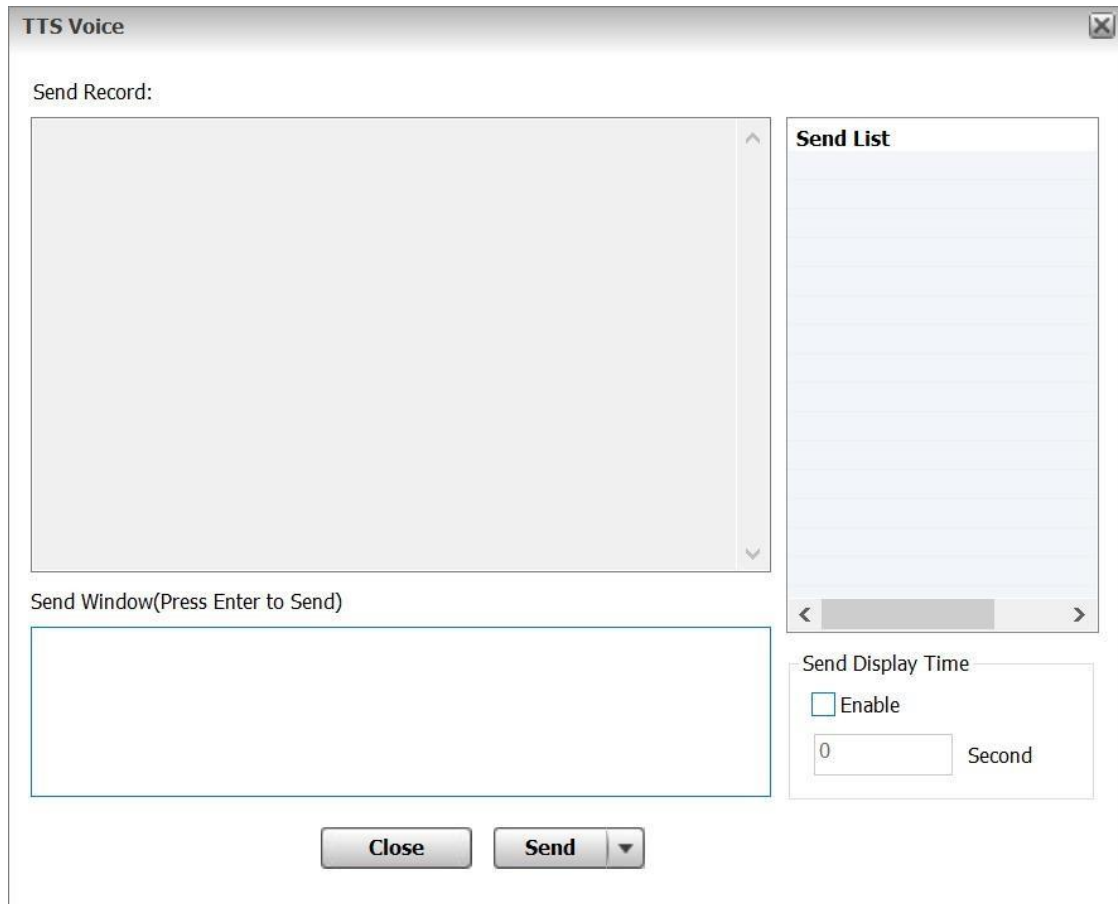 TTS Voice
Send Record:
Send List
Send Window(Press Enter to Send)
Send Display Time
Enable
0 Second
Close Send